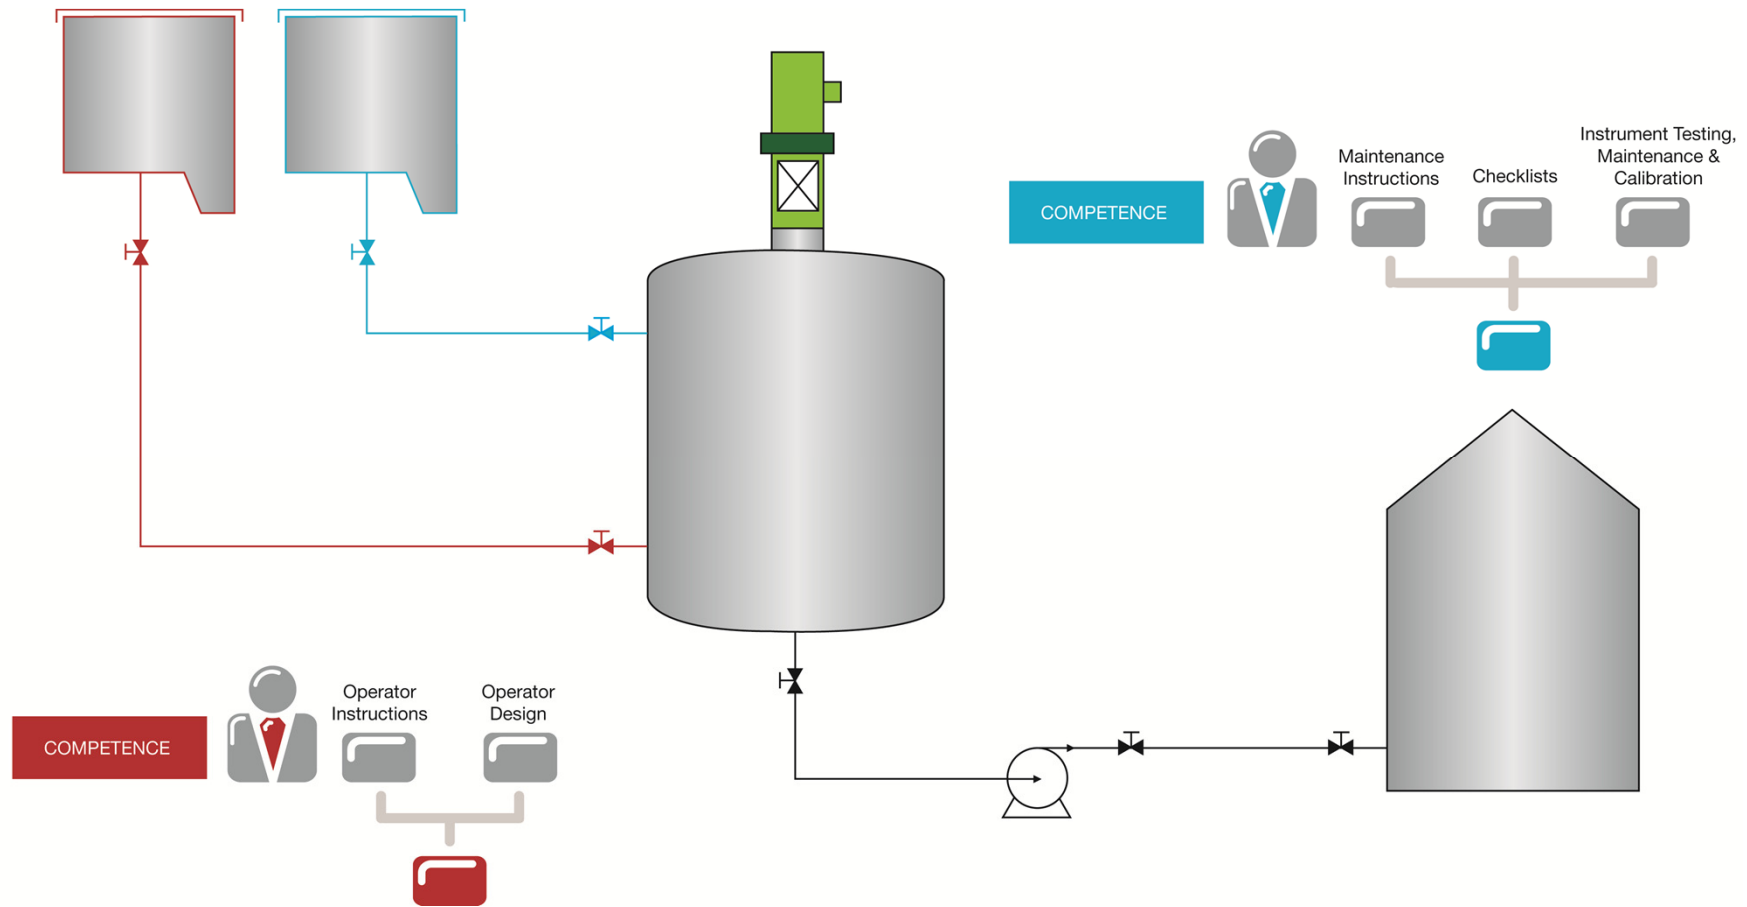 Instrument Testing,
Maintenance &
Calibration
Maintenance
Instructions
Checklists
COMPETENCE
Operator
Instructions
Operator
Design
COMPETENCE